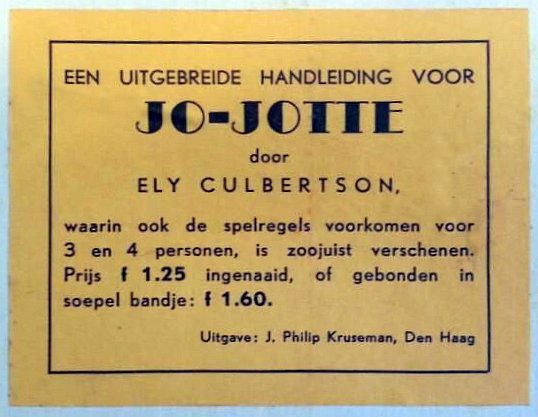 EEN UITGEBREIDE HANDLEIDING VOOR
JO-JOTTE
door
ELY CULBERTSON,
waarin ook de spelregels voorkomen voor
3 en 4 personen, is zoojuist verschenen.
Prijs f 1.25 ingenaaid, of gebonden in
soepel bandje: f 1.60.
Uitgave: J. Philip Kruseman, Den Haag